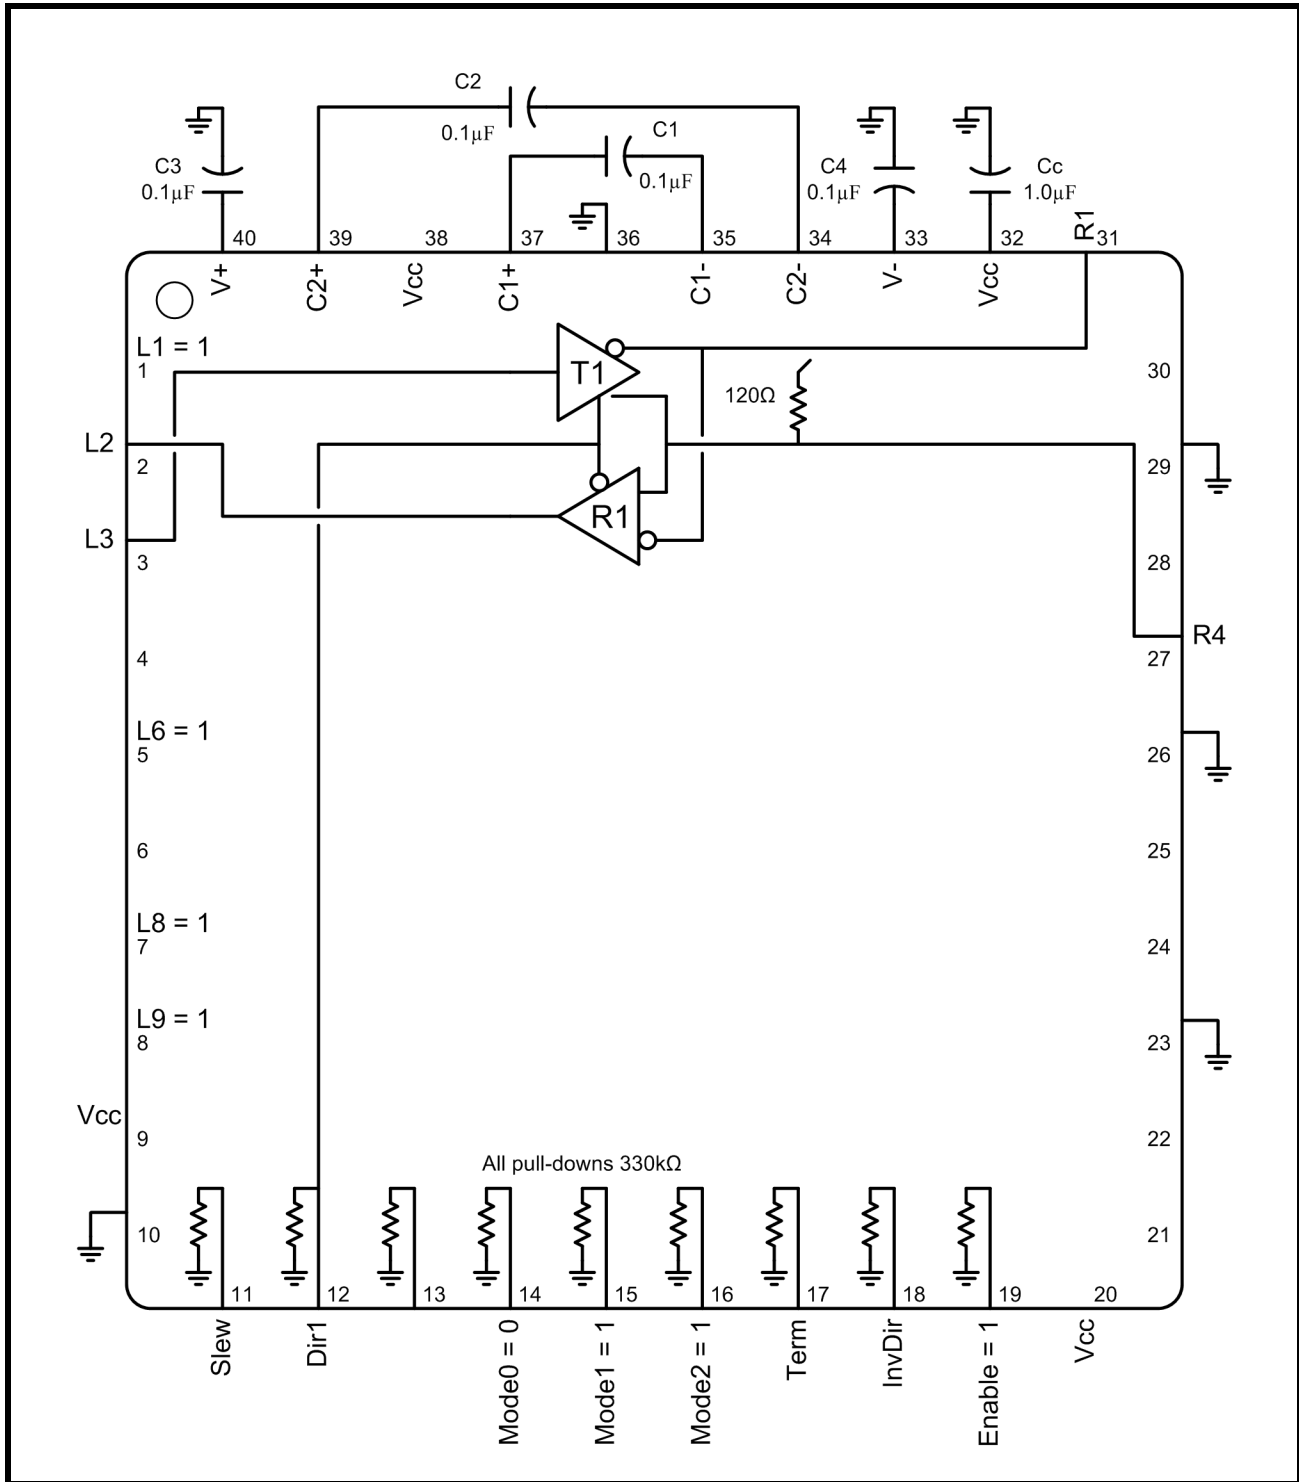 C2
0.1μF
C1
0.1μF
C3
0.1μF
C4
0.1μF
Cc
1.0μF
R1
40
39
38
37
36
35
34
33
32
31
V+
C2+
Vcc
C1+
C1-
C2-
V-
Vcc
L1 = 1
1
T1
120Ω
30
L2
2
29
R1
L3
3
28
R4
4
27
L6 = 1
5
26
6
25
L8 = 1
7
24
L9 = 1
8
23
Vcc
9
22
All pull-downs 330kΩ
10
21
11
12
13
14
15
16
17
18
19
20
Slew
Dir1
Mode0 = 0
Mode1 = 1
Mode2 = 1
Term
InvDir
Enable = 1
Vcc